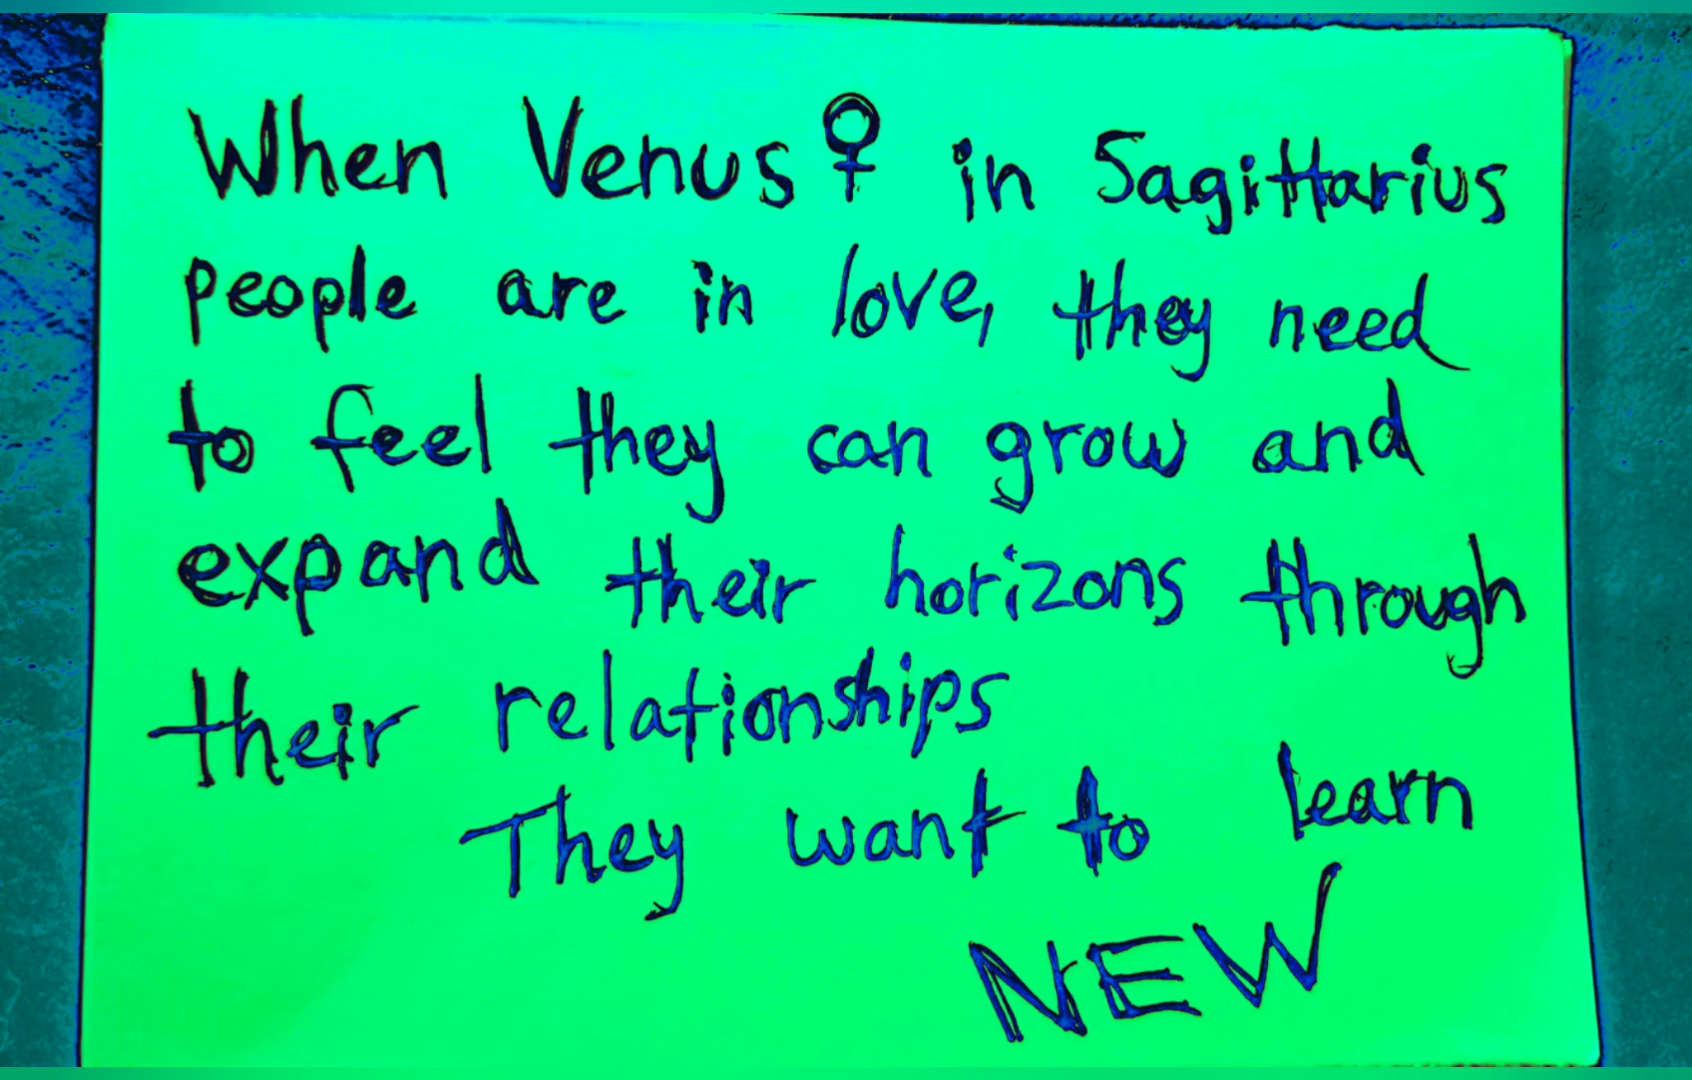 When Venus♀ in Sagittarius
people are in love, they need
to feel they can grow and
expand their horizons through
their relationships
They want to learn
NEW